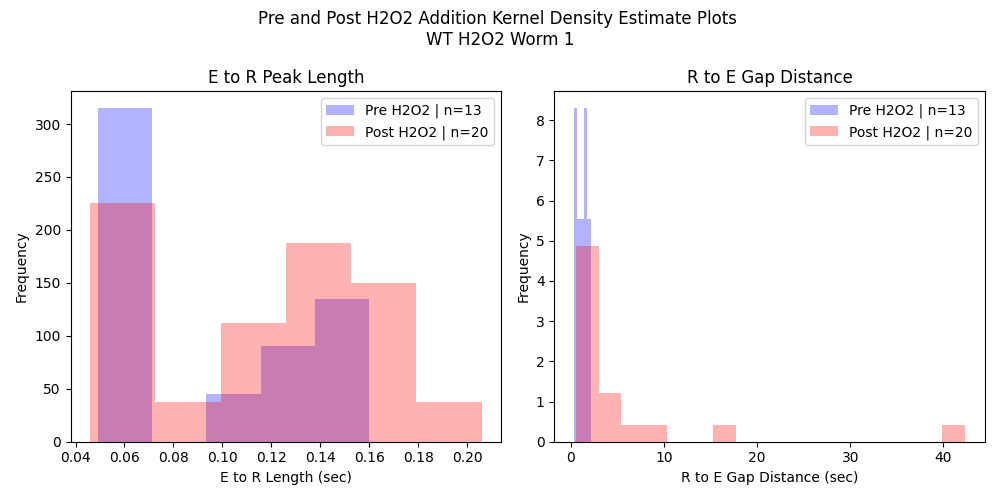 Pre and Post H2O2 Addition Kernel Density Estimate Plots
WT H2O2 Worm 1
E to R Peak Length
Pre H2O2 | n=13
Post H2O2 | n=20
Frequency
300
250
200
150
100
50
0
0.04 0.06 0.08 0.10 0.12 0.14 0.16 0.18 0.20
E to R Length (sec)
R to E Gap Distance
Pre H2O2 | n=13
Post H2O2 | n=20
Frequency
8
7
6
5
4
3
2
1
0
0 10 20 30 40
R to E Gap Distance (sec)